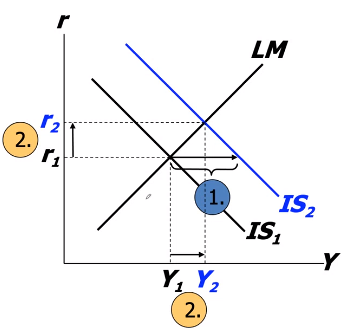 r
LM
r₂
2.
r₁
1.
IS₂
IS₁
Y
Y₁ Y₂
2.